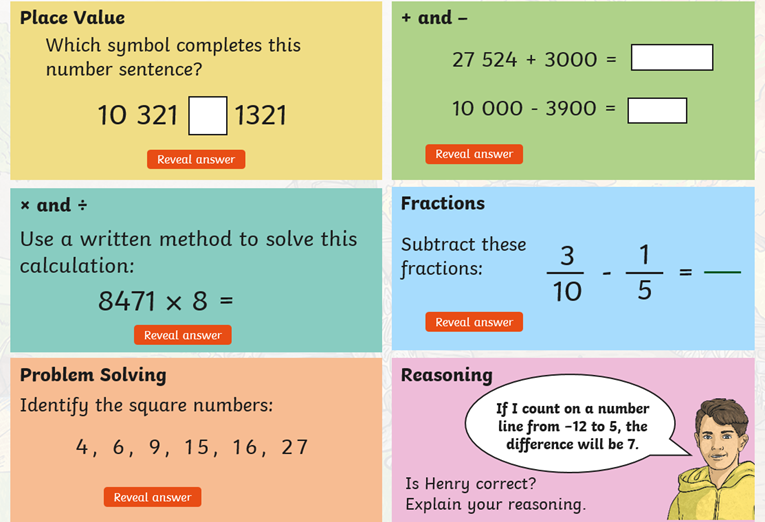 Place Value
Which symbol completes this
number sentence?
10 321 1321
Reveal answer
+ and –
27 524 + 3000 =
10 000 - 3900 =
Reveal answer
× and ÷
Use a written method to solve this
calculation:
8471 × 8 =
Reveal answer
Fractions
Subtract these
fractions:
3/10 - 1/5 =
Reveal answer
Problem Solving
Identify the square numbers:
4, 6, 9, 15, 16, 27
Reveal answer
Reasoning
If I count on a number
line from −12 to 5, the
difference will be 7.
Is Henry correct?
Explain your reasoning.